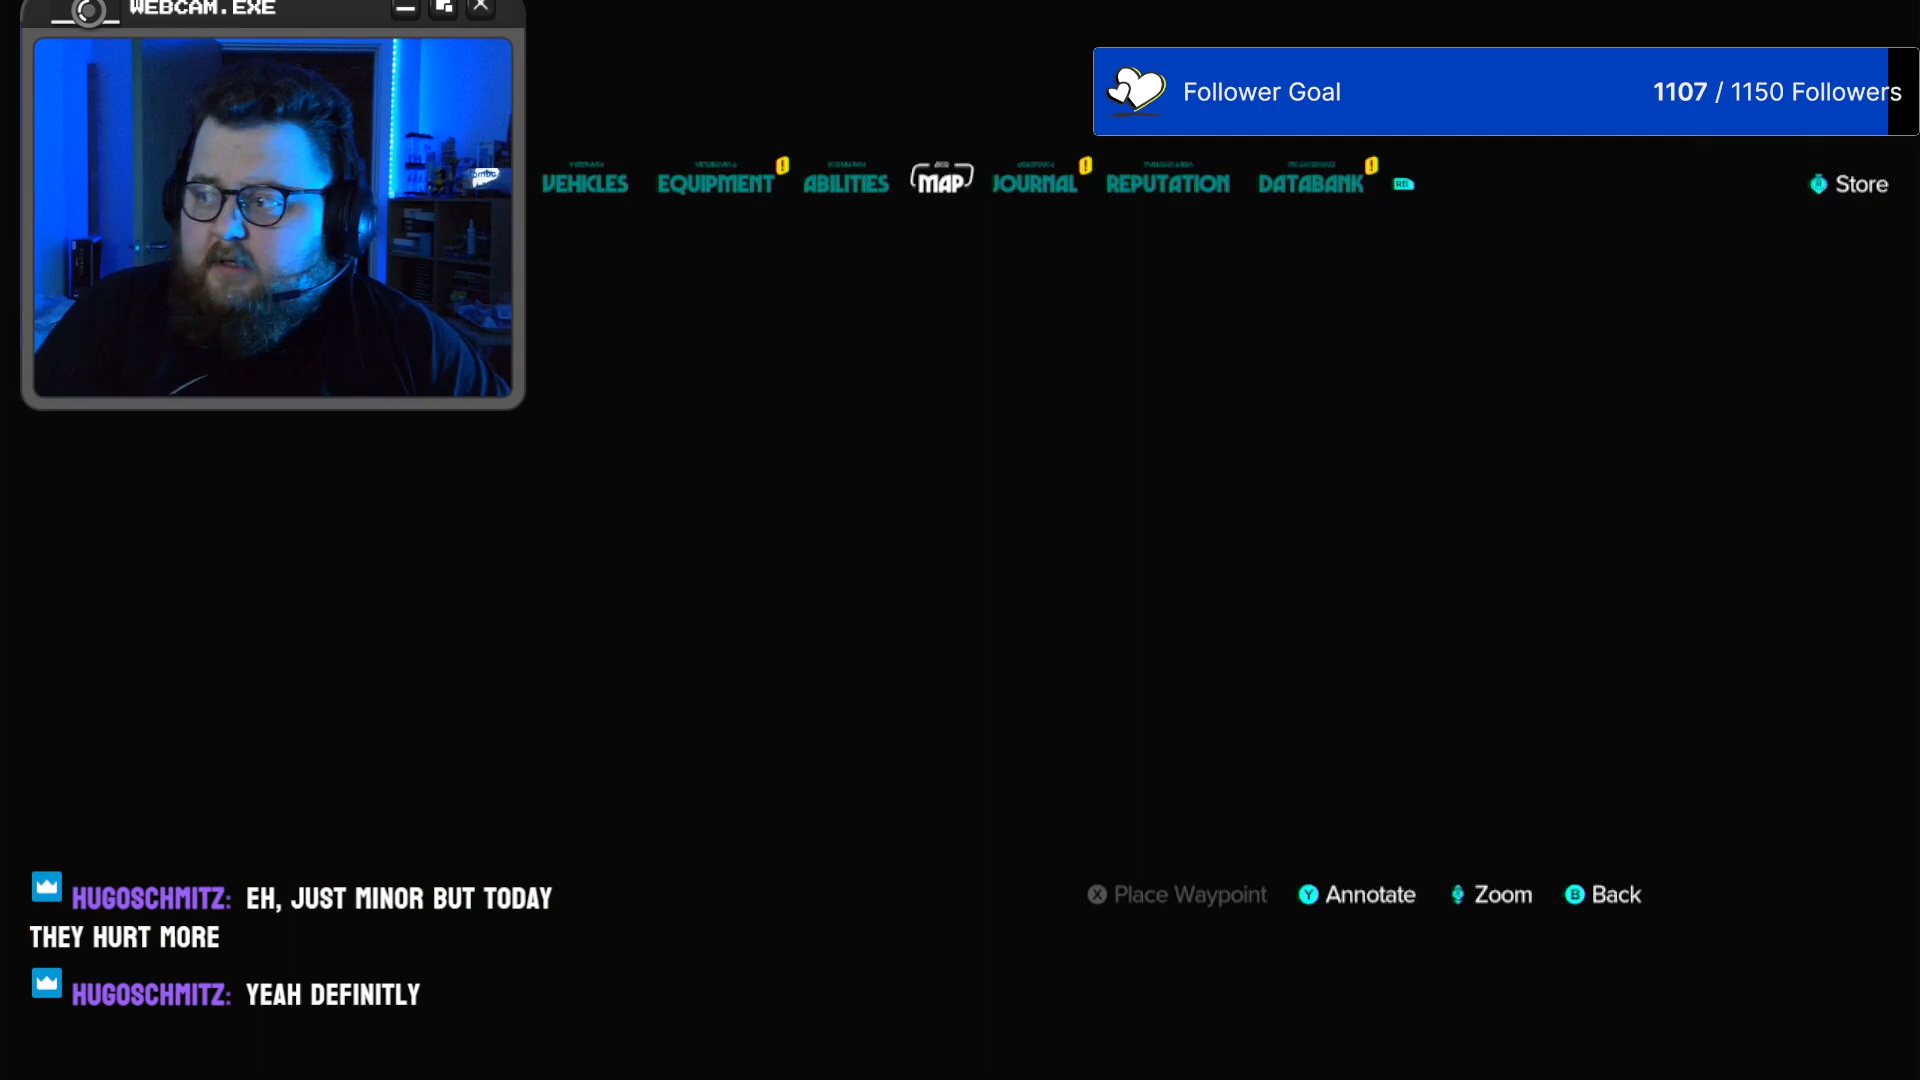 WEBCAM.EXE
Follower Goal 1107 / 1150 Followers
VEHICLES EQUIPMENT ABILITIES MAP JOURNAL REPUTATION DATABANK RB Store
HUGOSCHMITZ: EH, JUST MINOR BUT TODAY
THEY HURT MORE
X Place Waypoint Y Annotate Zoom B Back
HUGOSCHMITZ: YEAH DEFINITLY